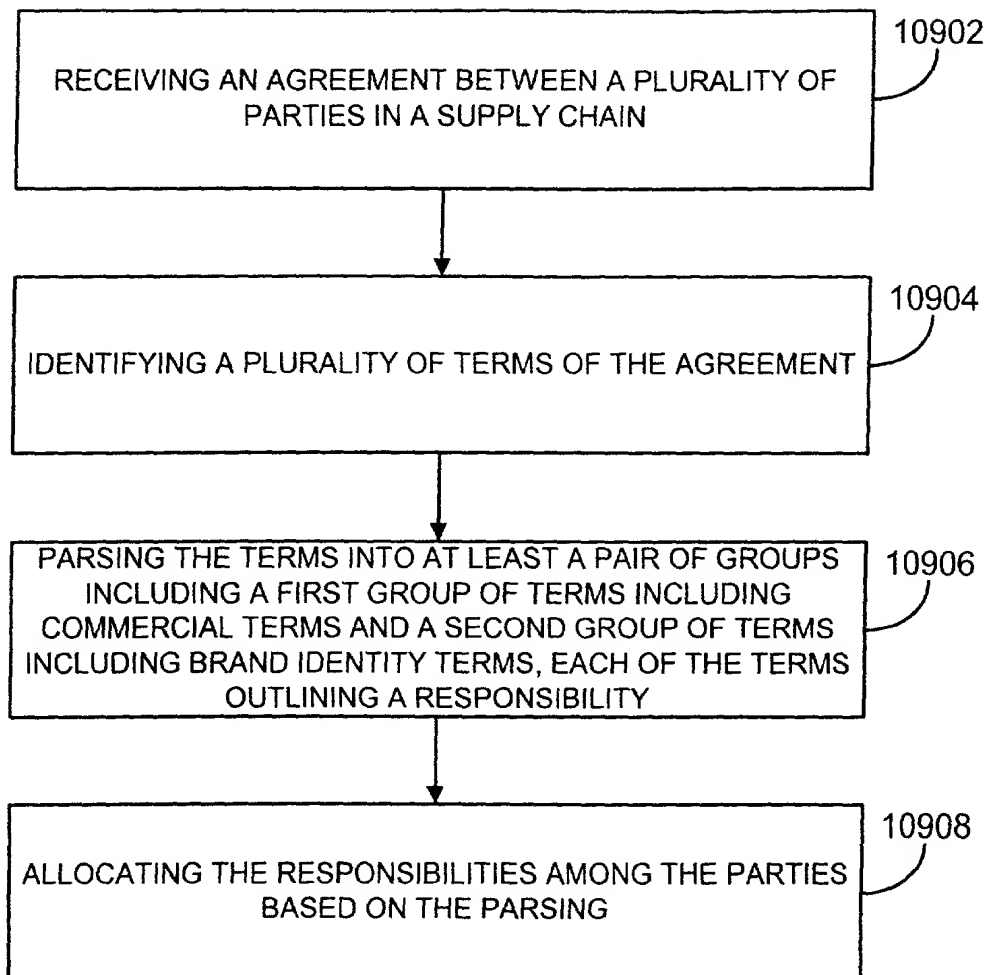 10902
RECEIVING AN AGREEMENT BETWEEN A PLURALITY OF
PARTIES IN A SUPPLY CHAIN
10904
IDENTIFYING A PLURALITY OF TERMS OF THE AGREEMENT
10906
PARSING THE TERMS INTO AT LEAST A PAIR OF GROUPS
INCLUDING A FIRST GROUP OF TERMS INCLUDING
COMMERCIAL TERMS AND A SECOND GROUP OF TERMS
INCLUDING BRAND IDENTITY TERMS, EACH OF THE TERMS
OUTLINING A RESPONSIBILITY
10908
ALLOCATING THE RESPONSIBILITIES AMONG THE PARTIES
BASED ON THE PARSING